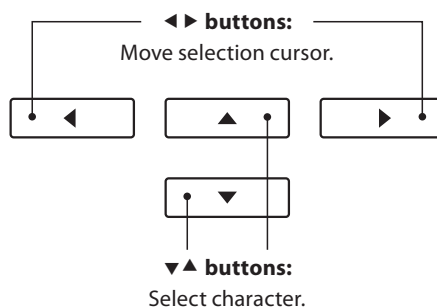 ◀ ▶ buttons:
Move selection cursor.
◀
▲
▶
▼
▼▲ buttons:
Select character.